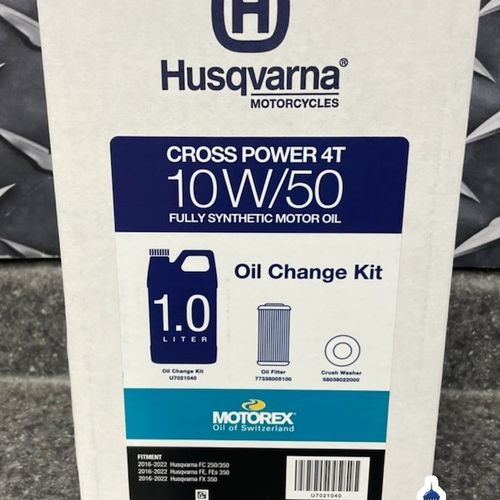 Husqvarna®
MOTORCYCLES
CROSS POWER 4T
10W/50
FULLY SYNTHETIC MOTOR OIL
Oil Change Kit
1.0
LITER
Oil Change Kit
U7021040
Oil Filter
77338005100
Crush Washer
58038022000
MOTOREX®
Oil of Switzerland
FITMENT
2016-2022 Husqvarna FC 250/350
2016-2022 Husqvarna FE, FEs 350
2016-2022 Husqvarna FX 350
U7021040